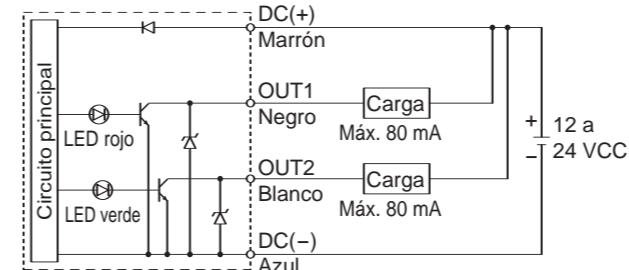 DC(+)
Marrón
Circuito principal
LED rojo
OUT1
Negro
Carga
Máx. 80 mA
+
12 a
24 VCC
−
LED verde
OUT2
Blanco
Carga
Máx. 80 mA
DC(−)
Azul